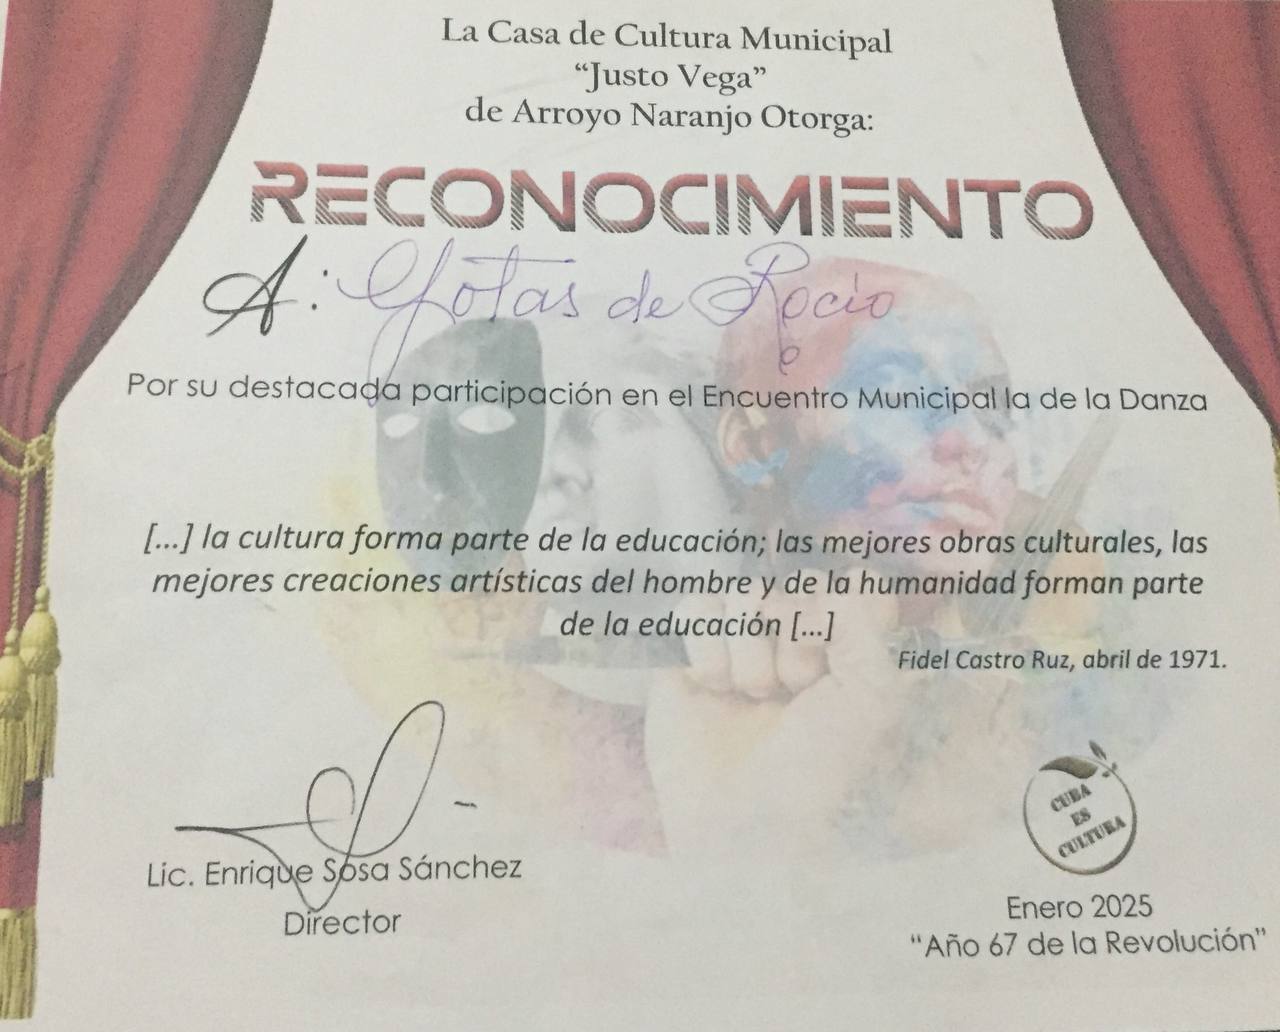 La Casa de Cultura Municipal
“Justo Vega”
de Arroyo Naranjo Otorga:
RECONOCIMIENTO
A: Gotas de Rocío
Por su destacada participación en el Encuentro Municipal la de la Danza
[...] la cultura forma parte de la educación; las mejores obras culturales, las
mejores creaciones artísticas del hombre y de la humanidad forman parte
de la educación [...]
Fidel Castro Ruz, abril de 1971.
Lic. Enrique Sosa Sánchez
Director
CUBA
ES
CULTURA
Enero 2025
“Año 67 de la Revolución”